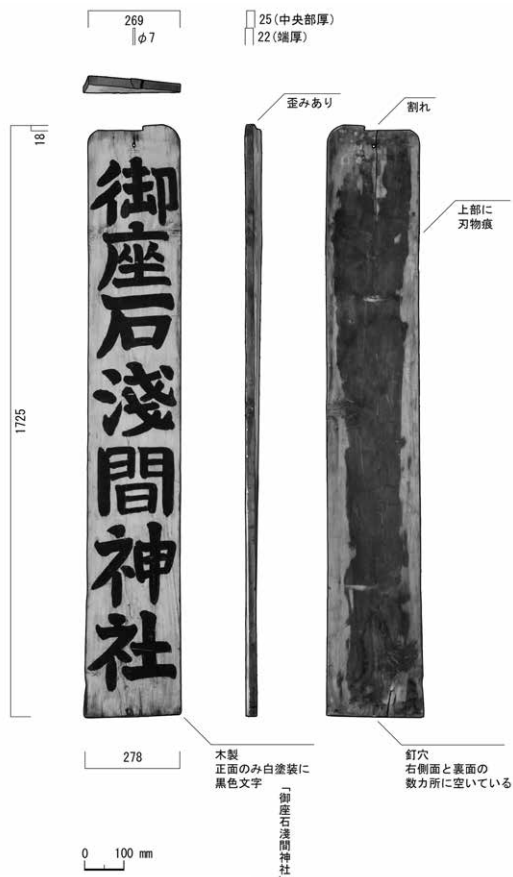 269
φ7
25(中央部厚)
22(端厚)
歪みあり
割れ
18
上部に
刃物痕
御座石淺間神社
1725
278
木製
正面のみ白塗装に
黒色文字
「御座石淺間神社
釘穴
右側面と裏面の
数カ所に空いている
0 100 mm